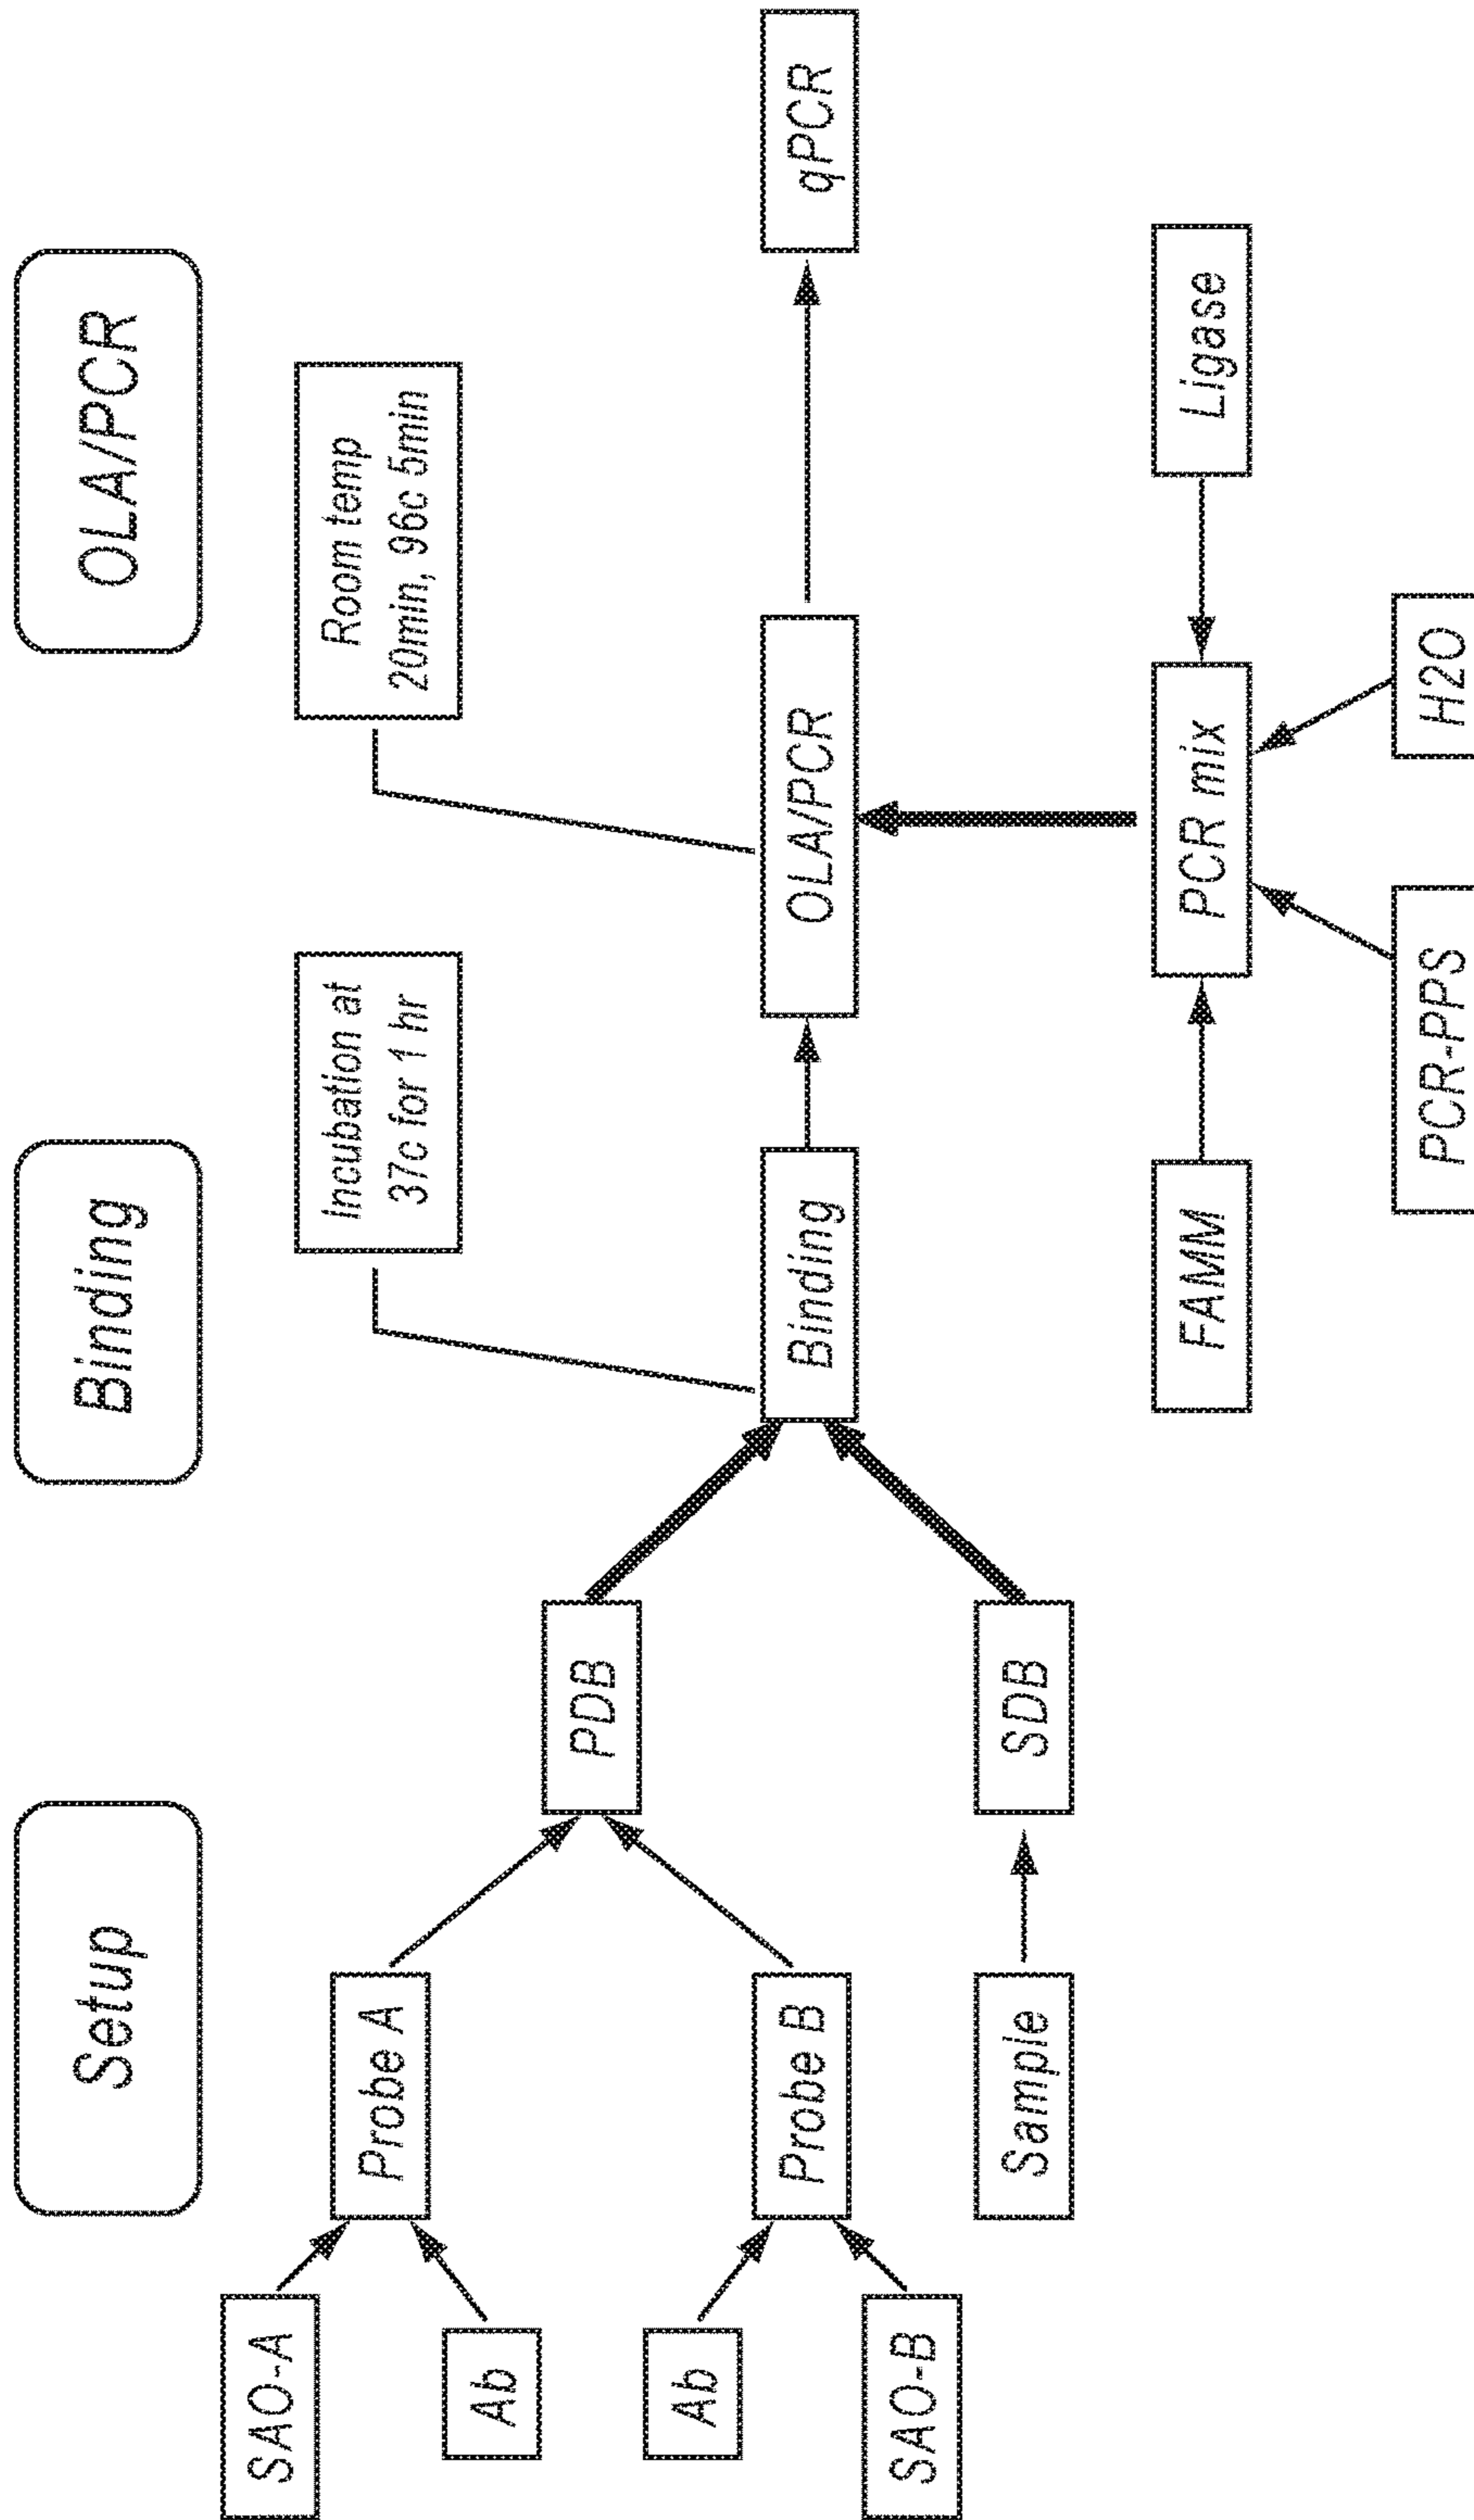 Setup
Binding
OLA/PCR
SAO-A
Ab
Ab
SAO-B
Probe A
Probe B
Sample
PDB
SDB
Incubation at
37c for 1 hr
Binding
Room temp
20min, 96c 5min
OLA/PCR
qPCR
FAMM
PCR mix
Ligase
PCR-PPS
H2O